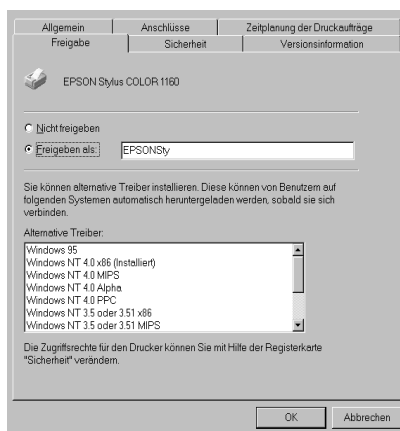 Allgemein Anschlüsse Zeitplanung der Druckaufträge
Freigabe Sicherheit Versionsinformation
EPSON Stylus COLOR 1160
Nicht freigeben
Freigeben als: EPSONSty
Sie können alternative Treiber installieren. Diese können von Benutzern auf
folgenden Systemen automatisch heruntergeladen werden, sobald sie sich
verbinden.
Alternative Treiber:
Windows 95
Windows NT 4.0 x86 (Installiert)
Windows NT 4.0 MIPS
Windows NT 4.0 Alpha
Windows NT 4.0 PPC
Windows NT 3.5 oder 3.51 x86
Windows NT 3.5 oder 3.51 MIPS
Die Zugriffsrechte für den Drucker können Sie mit Hilfe der Registerkarte
"Sicherheit" verändern.
OK Abbrechen